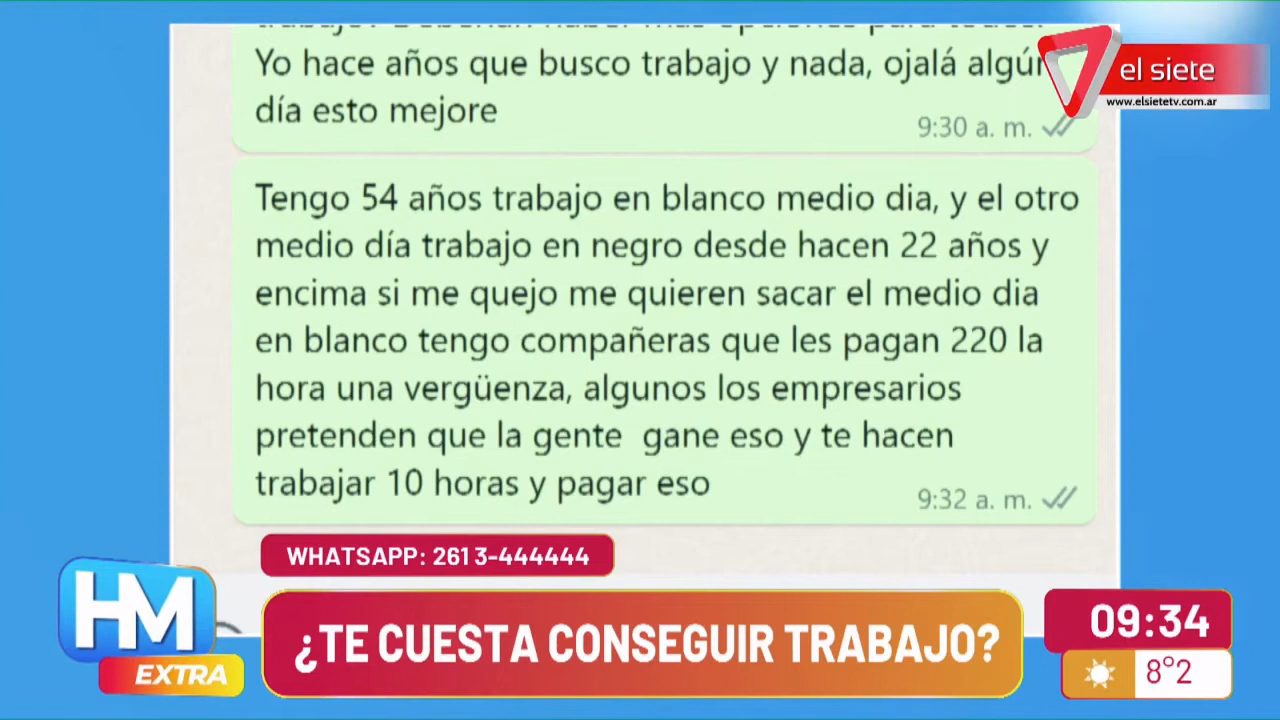 Yo hace años que busco trabajo y nada, ojalá algún
día esto mejore
9:30 a. m.
el siete
www.elsietetv.com.ar
Tengo 54 años trabajo en blanco medio dia, y el otro
medio día trabajo en negro desde hacen 22 años y
encima si me quejo me quieren sacar el medio dia
en blanco tengo compañeras que les pagan 220 la
hora una vergüenza, algunos los empresarios
pretenden que la gente  gane eso y te hacen
trabajar 10 horas y pagar eso
9:32 a. m.
WHATSAPP: 2613-444444
HM
EXTRA
¿TE CUESTA CONSEGUIR TRABAJO?
09:34
8°2